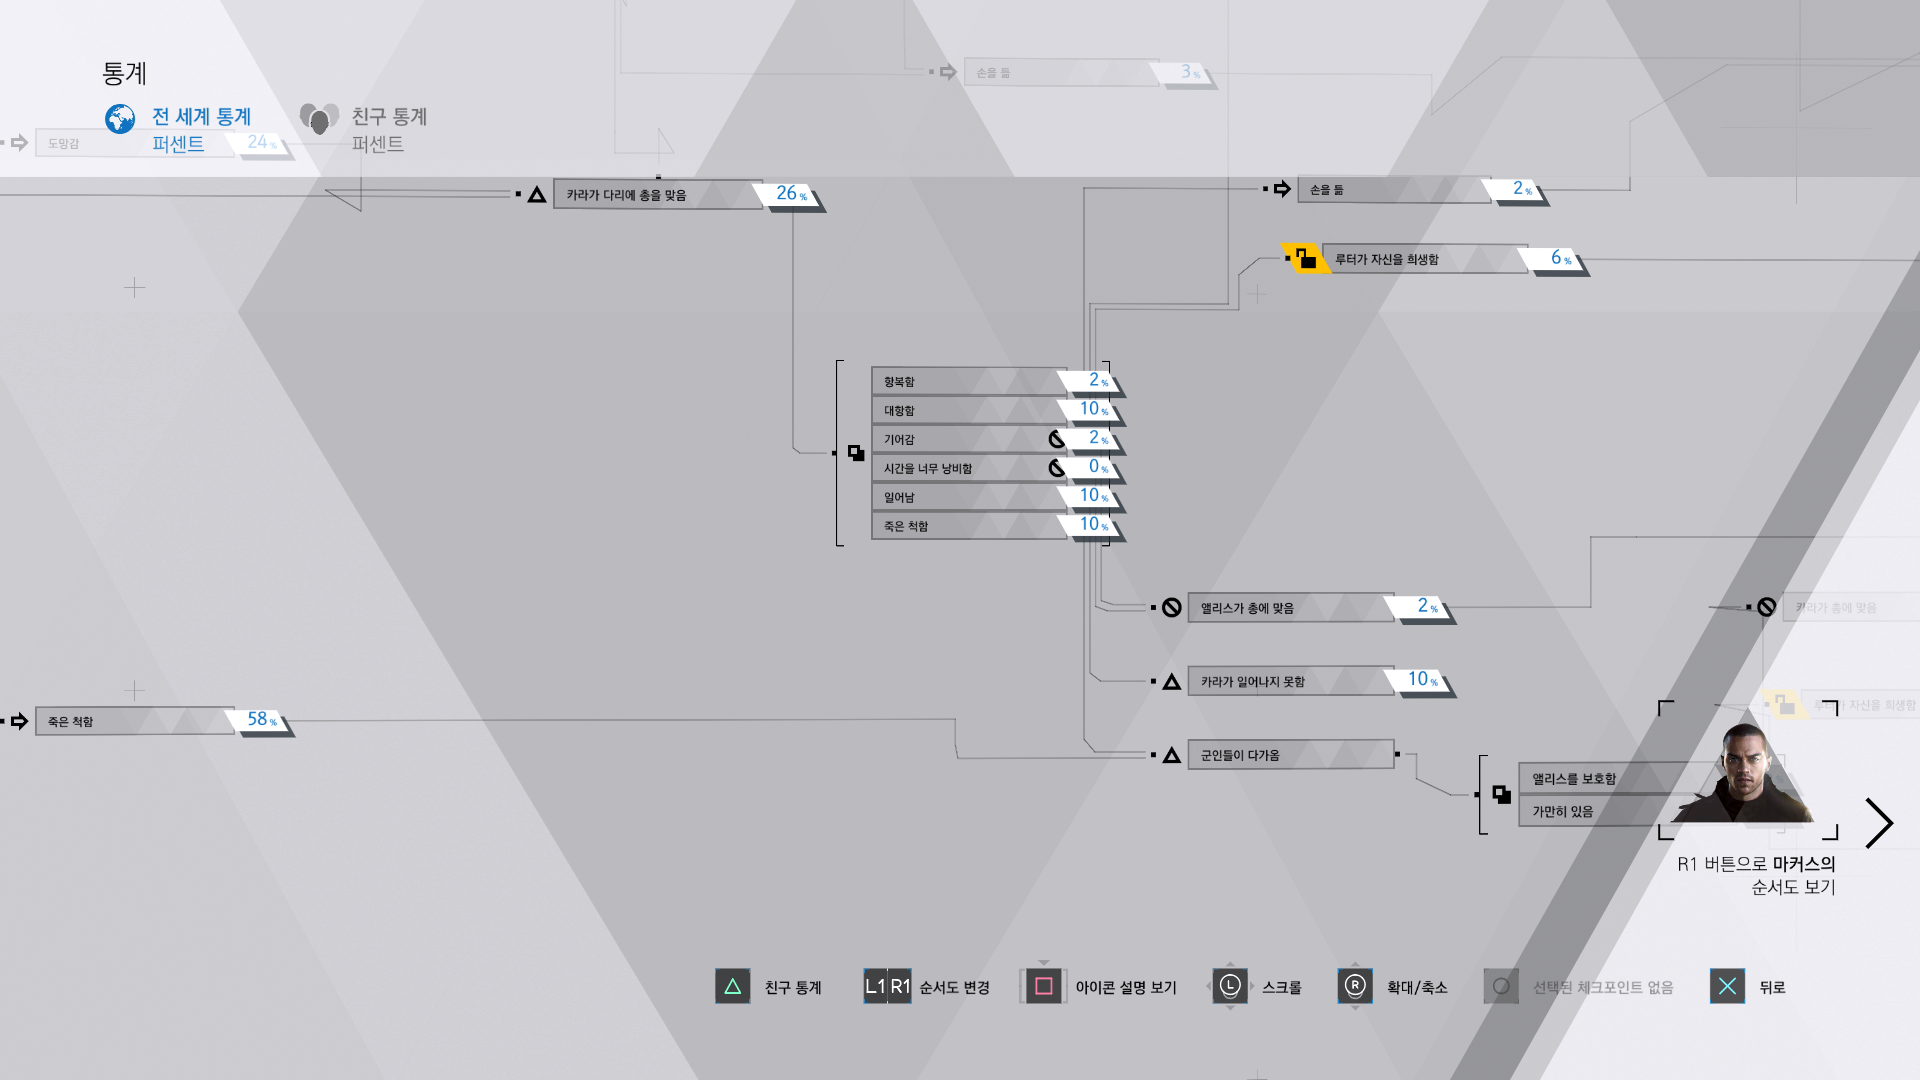 통계
전 세계 통계
퍼센트
친구 통계
퍼센트
손을 듦 3%
도망감 24%
카라가 다리에 총을 맞음 26%
손을 듦 2%
루터가 자신을 희생함 6%
항복함 2%
대항함 10%
기어감 2%
시간을 너무 낭비함 0%
일어남 10%
죽은 척함 10%
앨리스가 총에 맞음 2%
카라가 총에 맞음
카라가 일어나지 못함 10%
루터가 자신을 희생함
죽은 척함 58%
군인들이 다가옴
앨리스를 보호함
가만히 있음
R1 버튼으로 마커스의
순서도 보기
친구 통계
L1 R1 순서도 변경
아이콘 설명 보기
L 스크롤
R 확대/축소
선택된 체크포인트 없음
뒤로